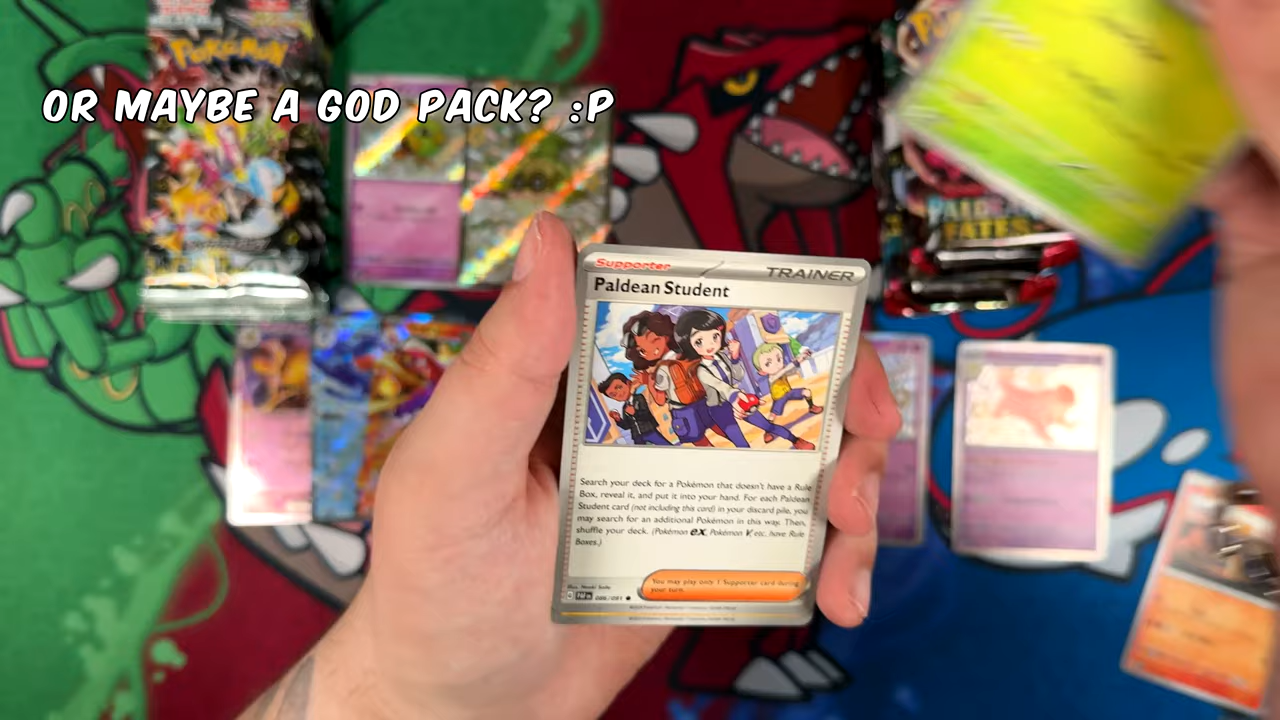 OR MAYBE A GOD PACK? :P
POKéMON
PALDEAN
FATES
Supporter
TRAINER
Paldean Student
Search your deck for a Pokémon that doesn't have a Rule
Box, reveal it, and put it into your hand. For each Paldean
Student card (not including this card) in your discard pile, you
may search for an additional Pokémon in this way. Then,
shuffle your deck. (Pokémon ex, Pokémon V, etc. have Rule
Boxes.)
You may play only 1 Supporter card during
your turn.
086/091